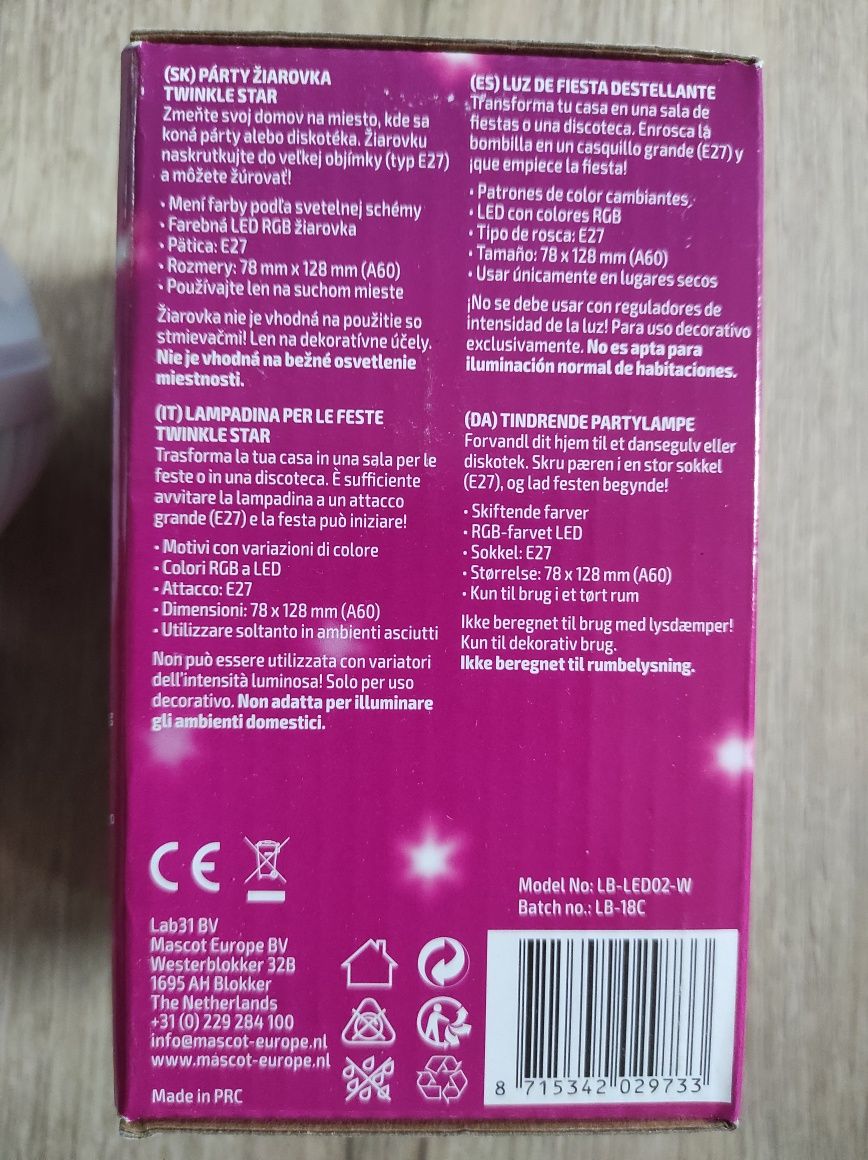 (SK) PÁRTY ŽIAROVKA
TWINKLE STAR
Zmeňte svoj domov na miesto, kde sa
koná párty alebo diskotéka. Žiarovku
naskrutkujte do veľkej objímky (typ E27)
a môžete žúrovať!
• Mení farby podľa svetelnej schémy
• Farebná LED RGB žiarovka
• Pätica: E27
• Rozmery: 78 mm x 128 mm (A60)
• Používajte len na suchom mieste
Žiarovka nie je vhodná na použitie so
stmievačmi! Len na dekoratívne účely.
Nie je vhodná na bežné osvetlenie
miestnosti.
(IT) LAMPADINA PER LE FESTE
TWINKLE STAR
Trasforma la tua casa in una sala per le
feste o in una discoteca. È sufficiente
avvitare la lampadina a un attacco
grande (E27) e la festa può iniziare!
• Motivi con variazioni di colore
• Colori RGB a LED
• Attacco: E27
• Dimensioni: 78 x 128 mm (A60)
• Utilizzare soltanto in ambienti asciutti
Non può essere utilizzata con variatori
dell'intensità luminosa! Solo per uso
decorativo. Non adatta per illuminare
gli ambienti domestici.
(ES) LUZ DE FIESTA DESTELLANTE
Transforma tu casa en una sala de
fiestas o una discoteca. Enrosca la
bombilla en un casquillo grande (E27) y
¡que empiece la fiesta!
• Patrones de color cambiantes,
• LED con colores RGB
• Tipo de rosca: E27
• Tamaño: 78 x 128 mm (A60)
• Usar únicamente en lugares secos
¡No se debe usar con reguladores de
intensidad de la luz! Para uso decorativo
exclusivamente. No es apta para
iluminación normal de habitaciones.
(DA) TINDRENDE PARTYLAMPE
Forvandl dit hjem til et dansegulv eller
diskotek. Skru pæren i en stor sokkel
(E27), og lad festen begynde!
• Skiftende farver
• RGB-farvet LED
• Sokkel: E27
• Størrelse: 78 x 128 mm (A60)
• Kun til brug i et tørt rum
Ikke beregnet til brug med lysdæmper!
Kun til dekorativ brug.
Ikke beregnet til rumbelysning.
CE
Lab31 BV
Mascot Europe BV
Westerblokker 32B
1695 AH Blokker
The Netherlands
+31 (0) 229 284 100
info@mascot-europe.nl
www.mascot-europe.nl
Made in PRC
Model No: LB-LED02-W
Batch no.: LB-18C
8 715342 029733